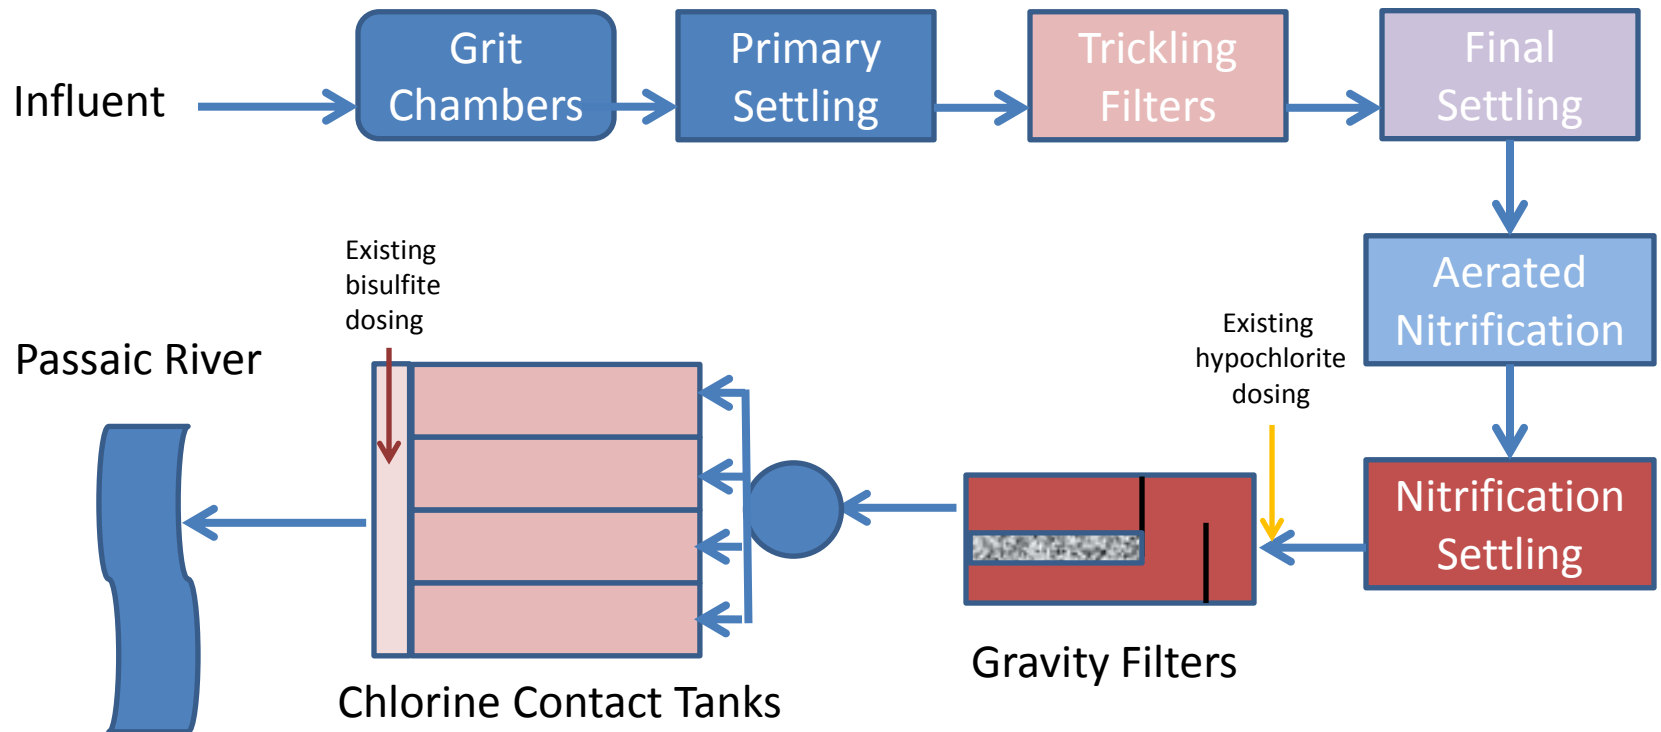 Influent
Grit
Chambers
Primary
Settling
Trickling
Filters
Final
Settling
Aerated
Nitrification
Nitrification
Settling
Existing
hypochlorite
dosing
Gravity Filters
Existing
bisulfite
dosing
Chlorine Contact Tanks
Passaic River